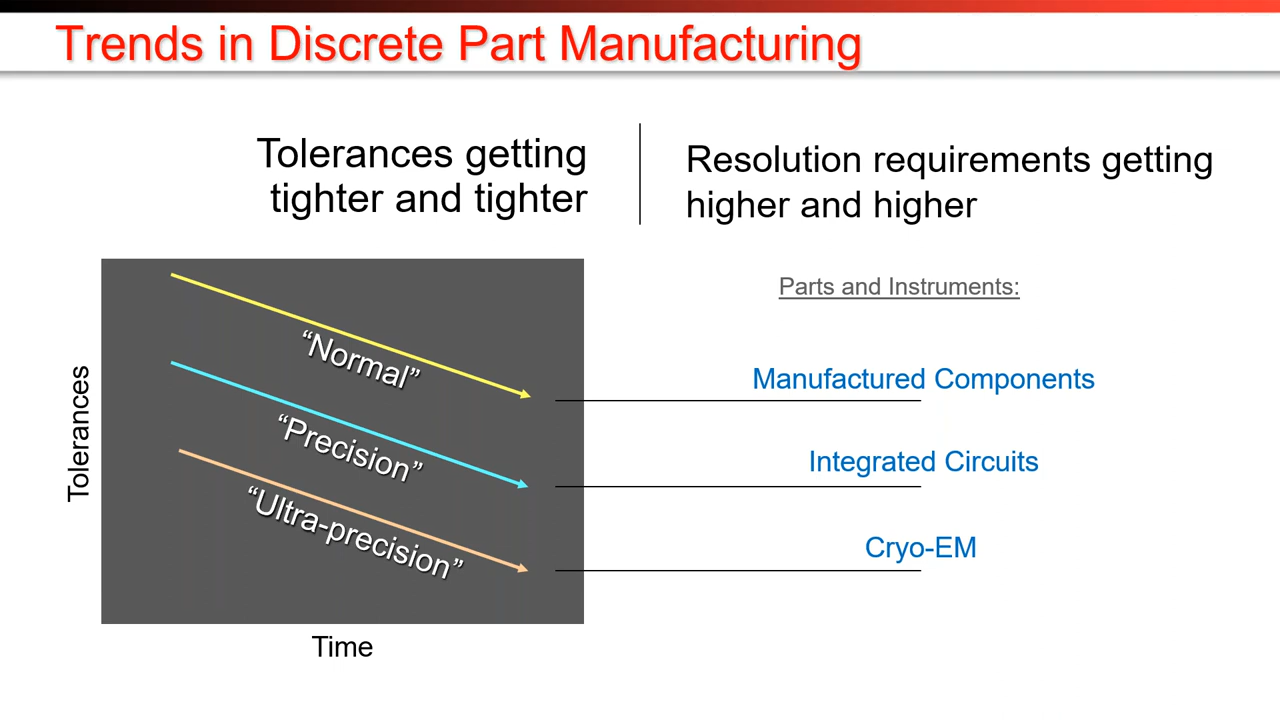 Trends in Discrete Part Manufacturing
Tolerances getting
tighter and tighter
Resolution requirements getting
higher and higher
Parts and Instruments:
“Normal”
“Precision”
“Ultra-precision”
Tolerances
Time
Manufactured Components
Integrated Circuits
Cryo-EM